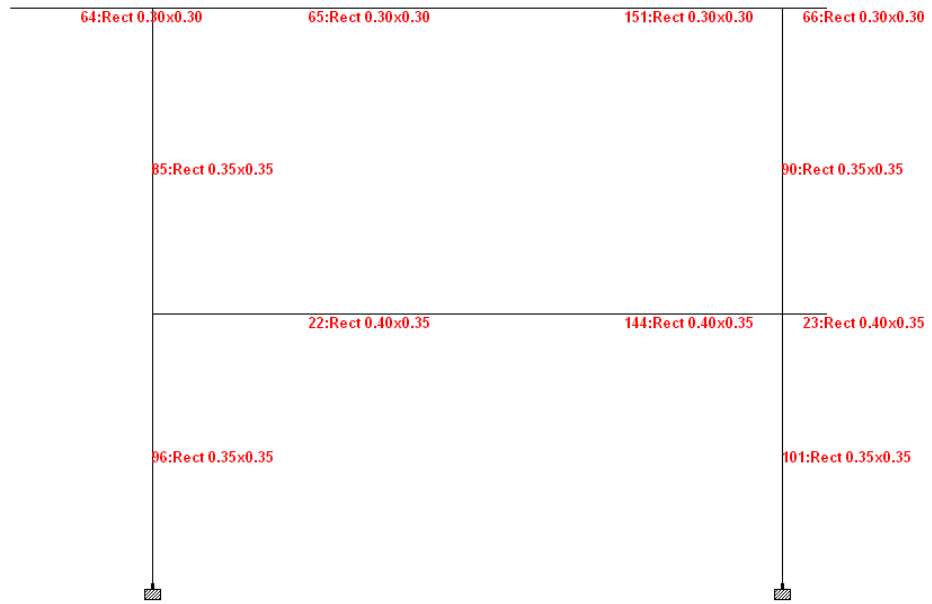 64:Rect 0.30x0.30
65:Rect 0.30x0.30
151:Rect 0.30x0.30
66:Rect 0.30x0.30
85:Rect 0.35x0.35
90:Rect 0.35x0.35
22:Rect 0.40x0.35
144:Rect 0.40x0.35
23:Rect 0.40x0.35
96:Rect 0.35x0.35
101:Rect 0.35x0.35